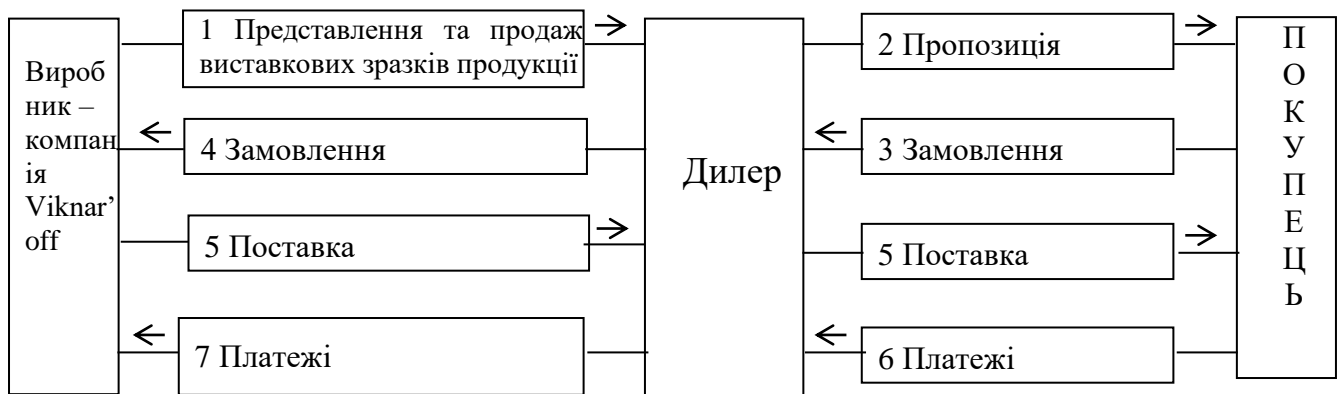 Вироб
ник –
компан
ія
Viknar’
off
1 Представлення та продаж
виставкових зразків продукції
4 Замовлення
5 Поставка
7 Платежі
Дилер
2 Пропозиція
3 Замовлення
5 Поставка
6 Платежі
П
О
К
У
П
Е
Ц
Ь